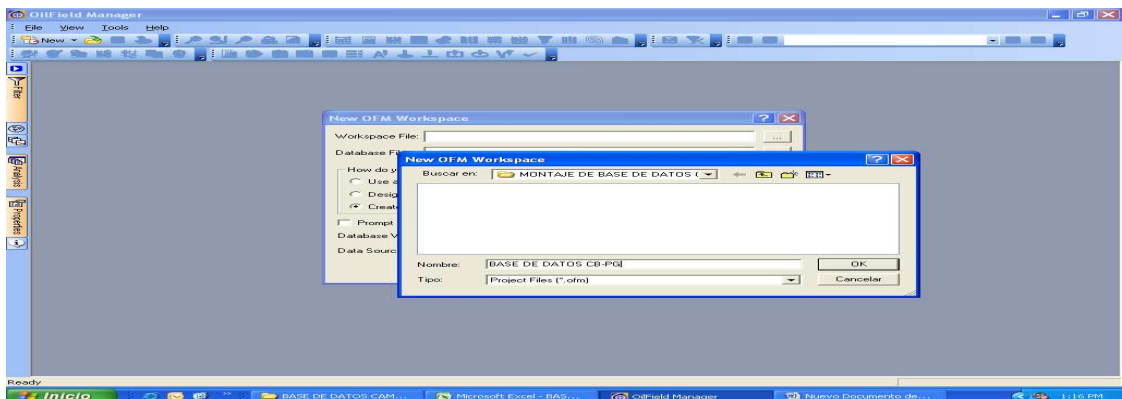 OilField Manager
File View Tools Help
New
Filter
Analysis
Properties
New OFM Workspace
Workspace File:
...
Database Fi
How do y
Use a
Desig
Creat
Prompt
Database V
Data Sourc
New OFM Workspace
Buscar en: MONTAJE DE BASE DE DATOS (
Nombre: BASE DE DATOS CB-PG
OK
Tipo: Project Files (*.ofm)
Cancelar
Ready
Inicio
BASE DE DATOS CAM...
Microsoft Excel - BAS...
OilField Manager
Nuevo Documento de...
1:16 PM